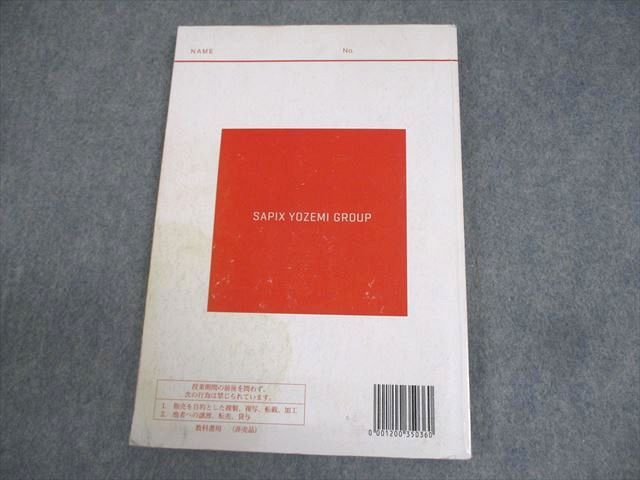 NAME No.
SAPIX YOZEMI GROUP
授業期間の前後を問わず、
次の行為は禁じられています。
1. 販売を目的とした複製、複写、転載、加工
2. 他者への譲渡、転売、貸与
教科書用 (非売品)
0 001200 350360